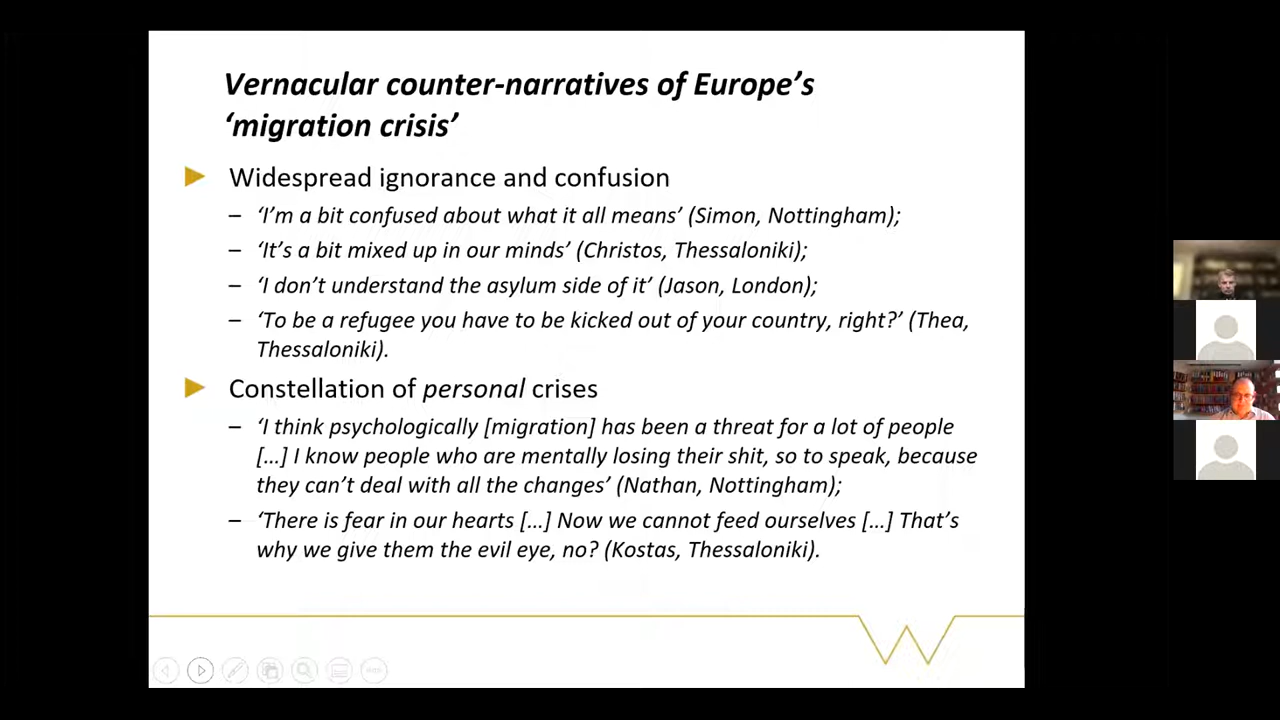 Vernacular counter-narratives of Europe’s
‘migration crisis’
Widespread ignorance and confusion
– ‘I’m a bit confused about what it all means’ (Simon, Nottingham);
– ‘It’s a bit mixed up in our minds’ (Christos, Thessaloniki);
– ‘I don’t understand the asylum side of it’ (Jason, London);
– ‘To be a refugee you have to be kicked out of your country, right?’ (Thea,
Thessaloniki).
Constellation of personal crises
– ‘I think psychologically [migration] has been a threat for a lot of people
[…] I know people who are mentally losing their shit, so to speak, because
they can’t deal with all the changes’ (Nathan, Nottingham);
– ‘There is fear in our hearts […] Now we cannot feed ourselves […] That’s
why we give them the evil eye, no? (Kostas, Thessaloniki).